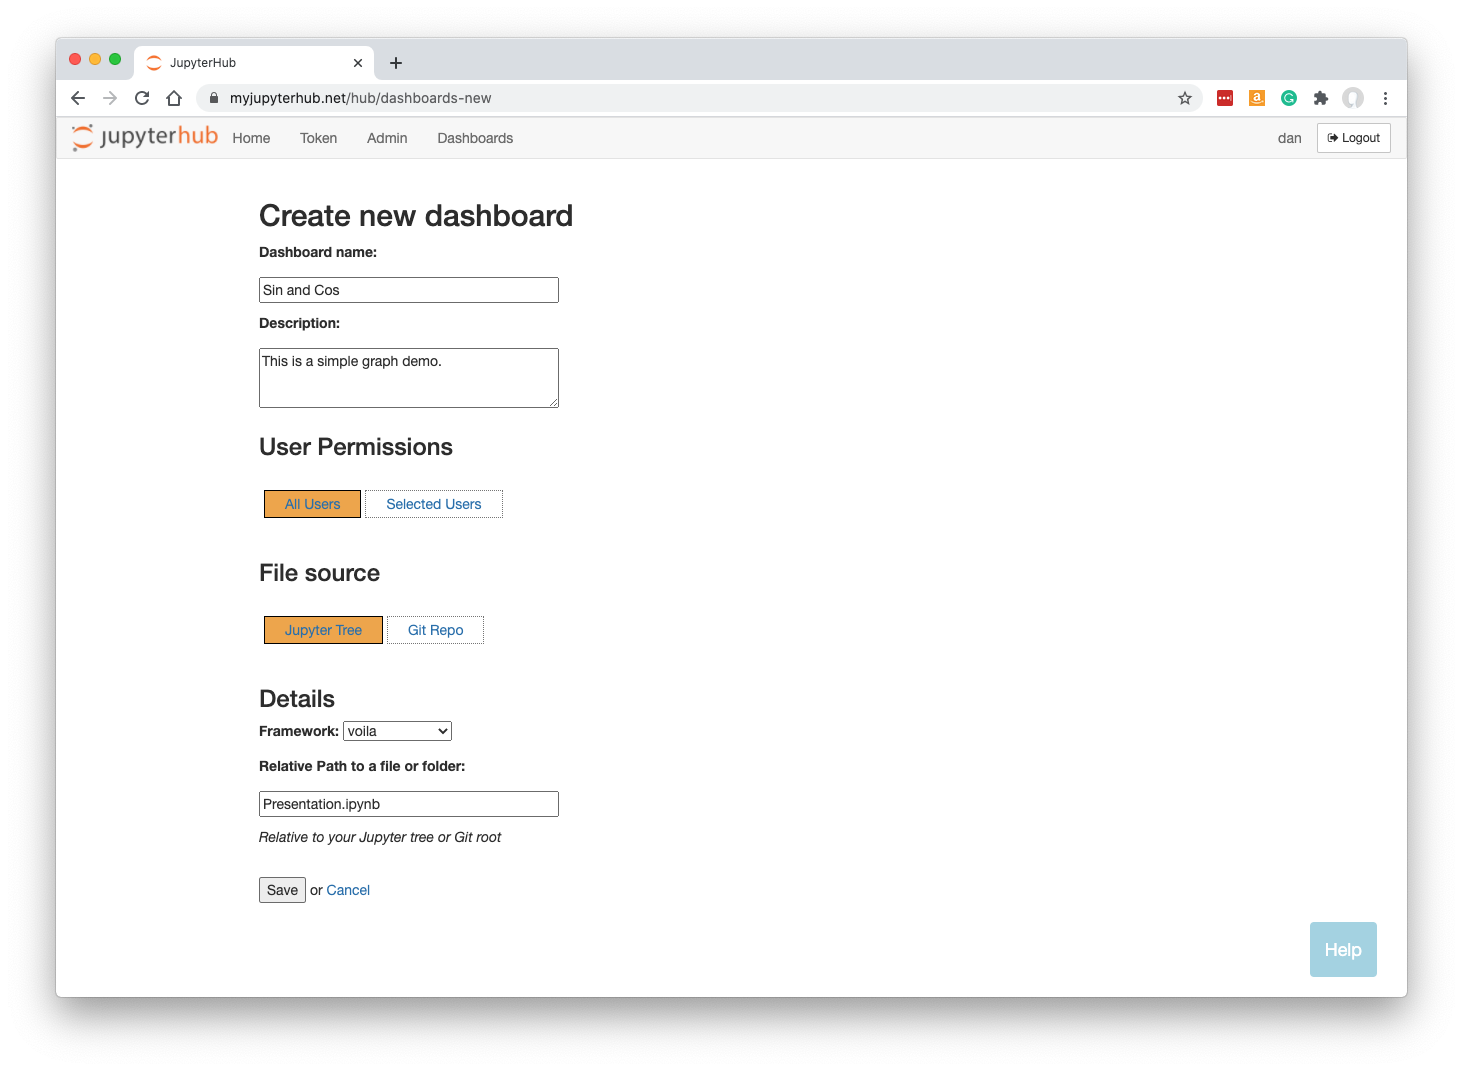 JupyterHub
myjupyterhub.net/hub/dashboards-new
jupyterhub Home Token Admin Dashboards dan Logout
Create new dashboard
Dashboard name:
Sin and Cos
Description:
This is a simple graph demo.
User Permissions
All Users Selected Users
File source
Jupyter Tree Git Repo
Details
Framework: voila
Relative Path to a file or folder:
Presentation.ipynb
Relative to your Jupyter tree or Git root
Save or Cancel
Help